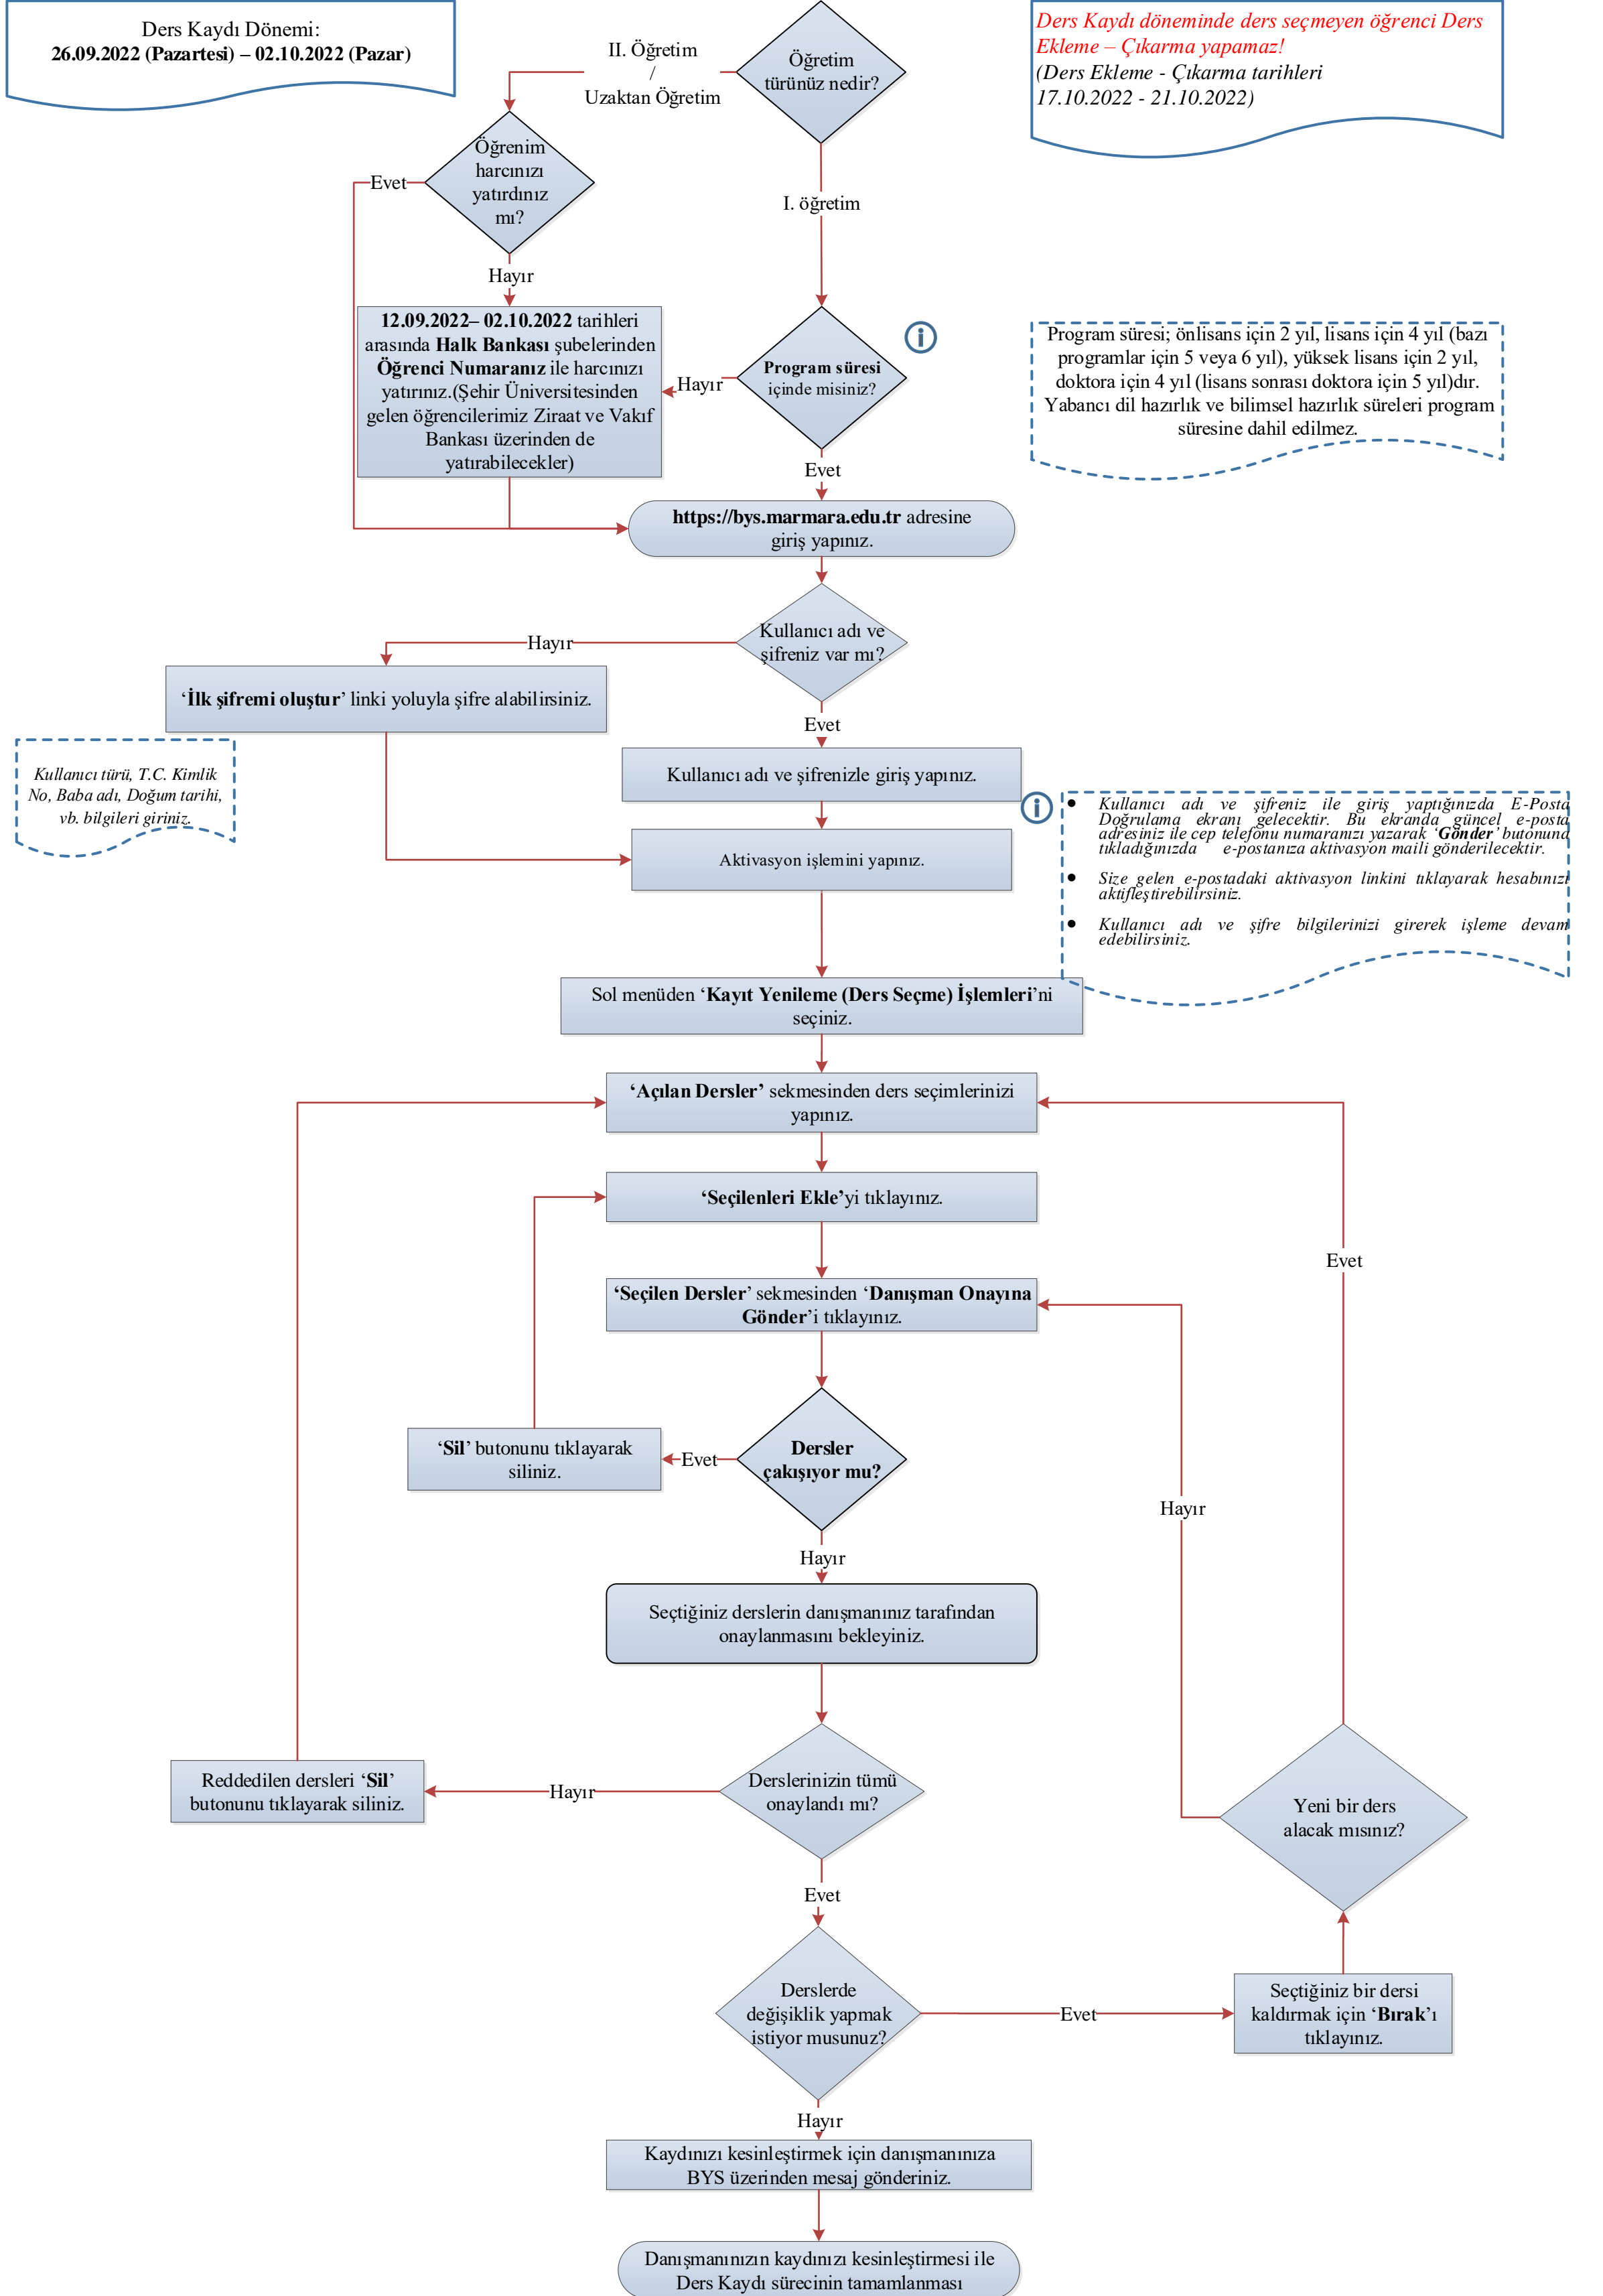 Ders Kaydı Dönemi:
26.09.2022 (Pazartesi) – 02.10.2022 (Pazar)
Ders Kaydı döneminde ders seçmeyen öğrenci Ders
Ekleme – Çıkarma yapamaz!
(Ders Ekleme - Çıkarma tarihleri
17.10.2022 - 21.10.2022)
Öğretim
türünüz nedir?
II. Öğretim
/
Uzaktan Öğretim
I. öğretim
Öğrenim
harcınızı
yatırdınız
mı?
Evet
Hayır
12.09.2022– 02.10.2022 tarihleri
arasında Halk Bankası şubelerinden
Öğrenci Numaranız ile harcınızı
yatırınız.(Şehir Üniversitesinden
gelen öğrencilerimiz Ziraat ve Vakıf
Bankası üzerinden de
yatırabilecekler)
Program süresi
içinde misiniz?
Hayır
Evet
Program süresi; önlisans için 2 yıl, lisans için 4 yıl (bazı
programlar için 5 veya 6 yıl), yüksek lisans için 2 yıl,
doktora için 4 yıl (lisans sonrası doktora için 5 yıl)dır.
Yabancı dil hazırlık ve bilimsel hazırlık süreleri program
süresine dahil edilmez.
https://bys.marmara.edu.tr adresine
giriş yapınız.
Kullanıcı adı ve
şifreniz var mı?
Hayır
Evet
‘İlk şifremi oluştur’ linki yoluyla şifre alabilirsiniz.
Kullanıcı türü, T.C. Kimlik
No, Baba adı, Doğum tarihi,
vb. bilgileri giriniz.
Kullanıcı adı ve şifrenizle giriş yapınız.
Aktivasyon işlemini yapınız.
● Kullanıcı adı ve şifreniz ile giriş yaptığınızda E-Posta
Doğrulama ekranı gelecektir. Bu ekranda güncel e-posta
adresiniz ile cep telefonu numaranızı yazarak ‘Gönder’ butonuna
tıkladığınızda e-postanıza aktivasyon maili gönderilecektir.
● Size gelen e-postadaki aktivasyon linkini tıklayarak hesabınızı
aktifleştirebilirsiniz.
● Kullanıcı adı ve şifre bilgilerinizi girerek işleme devam
edebilirsiniz.
Sol menüden ‘Kayıt Yenileme (Ders Seçme) İşlemleri’ni
seçiniz.
‘Açılan Dersler’ sekmesinden ders seçimlerinizi
yapınız.
‘Seçilenleri Ekle’yi tıklayınız.
‘Seçilen Dersler’ sekmesinden ‘Danışman Onayına
Gönder’i tıklayınız.
Dersler
çakışıyor mu?
Evet
‘Sil’ butonunu tıklayarak
siliniz.
Hayır
Seçtiğiniz derslerin danışmanınız tarafından
onaylanmasını bekleyiniz.
Derslerinizin tümü
onaylandı mı?
Hayır
Reddedilen dersleri ‘Sil’
butonunu tıklayarak siliniz.
Evet
Derslerde
değişiklik yapmak
istiyor musunuz?
Evet
Seçtiğiniz bir dersi
kaldırmak için ‘Bırak’ı
tıklayınız.
Yeni bir ders
alacak mısınız?
Hayır
Evet
Hayır
Kaydınızı kesinleştirmek için danışmanınıza
BYS üzerinden mesaj gönderiniz.
Danışmanınızın kaydınızı kesinleştirmesi ile
Ders Kaydı sürecinin tamamlanması